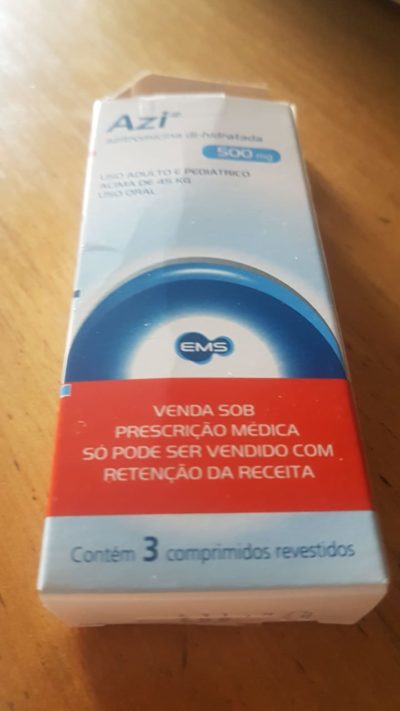 Azi®
azitromicina di-hidratada
500 mg
USO ADULTO E PEDIÁTRICO
ACIMA DE 45 KG
USO ORAL
EMS
VENDA SOB
PRESCRIÇÃO MÉDICA
SÓ PODE SER VENDIDO COM
RETENÇÃO DA RECEITA
Contém 3 comprimidos revestidos